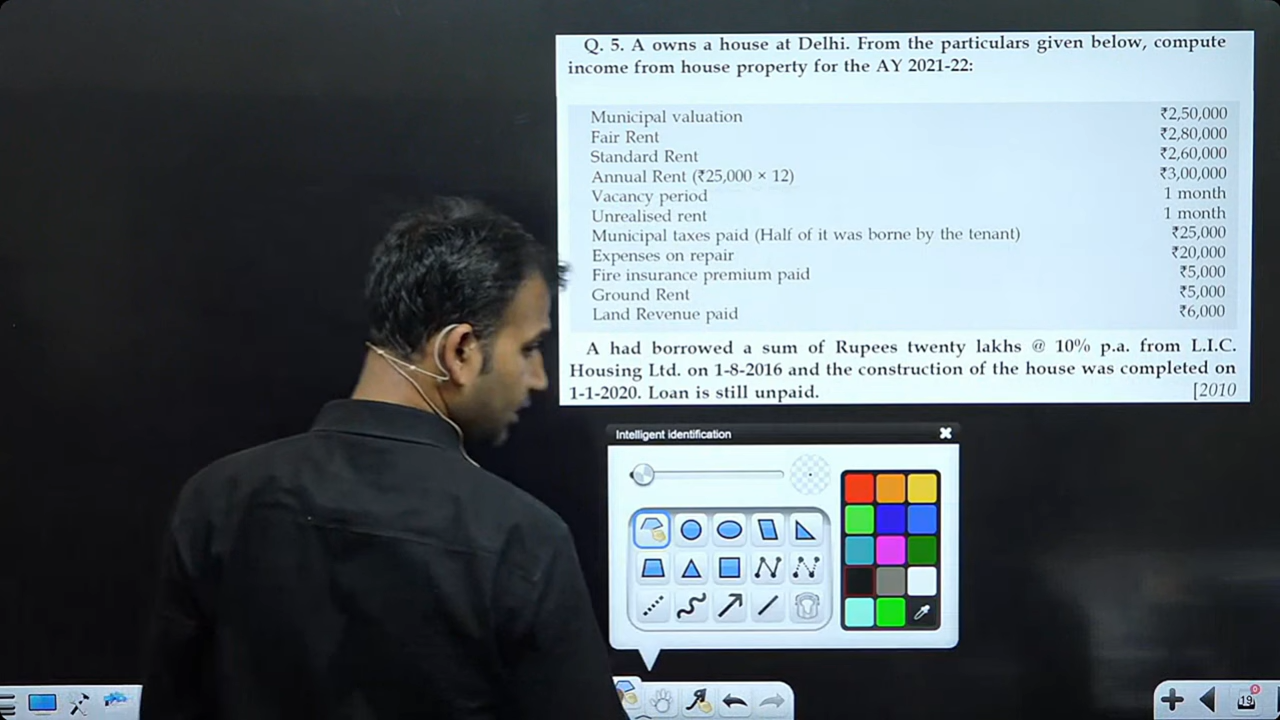 Q. 5. A owns a house at Delhi. From the particulars given below, compute
income from house property for the AY 2021-22:
Municipal valuation ₹2,50,000
Fair Rent ₹2,80,000
Standard Rent ₹2,60,000
Annual Rent (₹25,000 × 12) ₹3,00,000
Vacancy period 1 month
Unrealised rent 1 month
Municipal taxes paid (Half of it was borne by the tenant) ₹25,000
Expenses on repair ₹20,000
Fire insurance premium paid ₹5,000
Ground Rent ₹5,000
Land Revenue paid ₹6,000
A had borrowed a sum of Rupees twenty lakhs @ 10% p.a. from L.I.C.
Housing Ltd. on 1-8-2016 and the construction of the house was completed on
1-1-2020. Loan is still unpaid. [2010
Intelligent identification
19
0